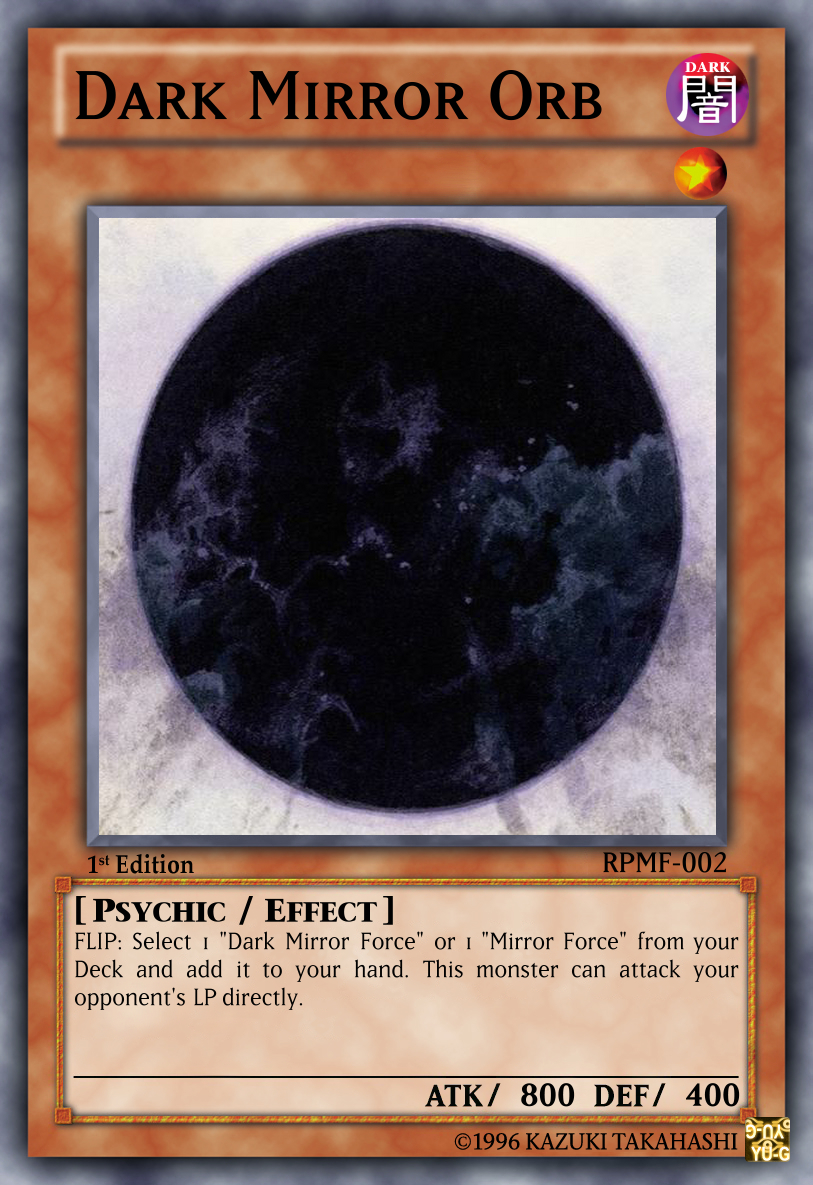 Dark Mirror Orb
DARK
闇
1st Edition
RPMF-002
[ Psychic / Effect ]
FLIP: Select 1 "Dark Mirror Force" or 1 "Mirror Force" from your
Deck and add it to your hand. This monster can attack your
opponent's LP directly.
ATK/ 800 DEF/ 400
©1996 KAZUKI TAKAHASHI